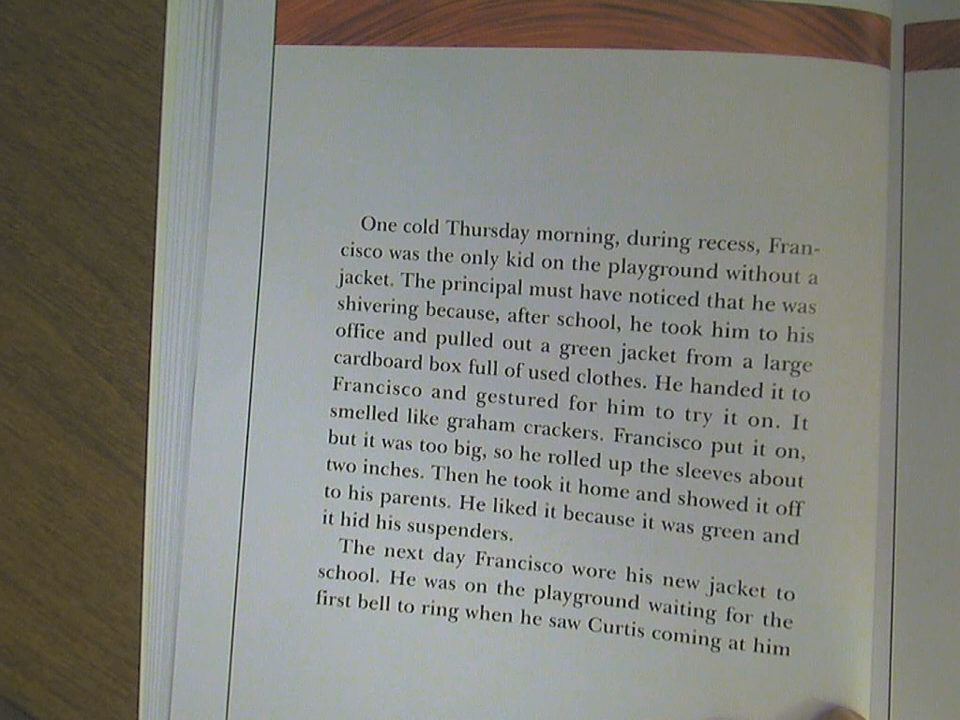 One cold Thursday morning, during recess, Fran-
cisco was the only kid on the playground without a
jacket. The principal must have noticed that he was
shivering because, after school, he took him to his
office and pulled out a green jacket from a large
cardboard box full of used clothes. He handed it to
Francisco and gestured for him to try it on. It
smelled like graham crackers. Francisco put it on,
but it was too big, so he rolled up the sleeves about
two inches. Then he took it home and showed it off
to his parents. He liked it because it was green and
it hid his suspenders.
The next day Francisco wore his new jacket to
school. He was on the playground waiting for the
first bell to ring when he saw Curtis coming at him